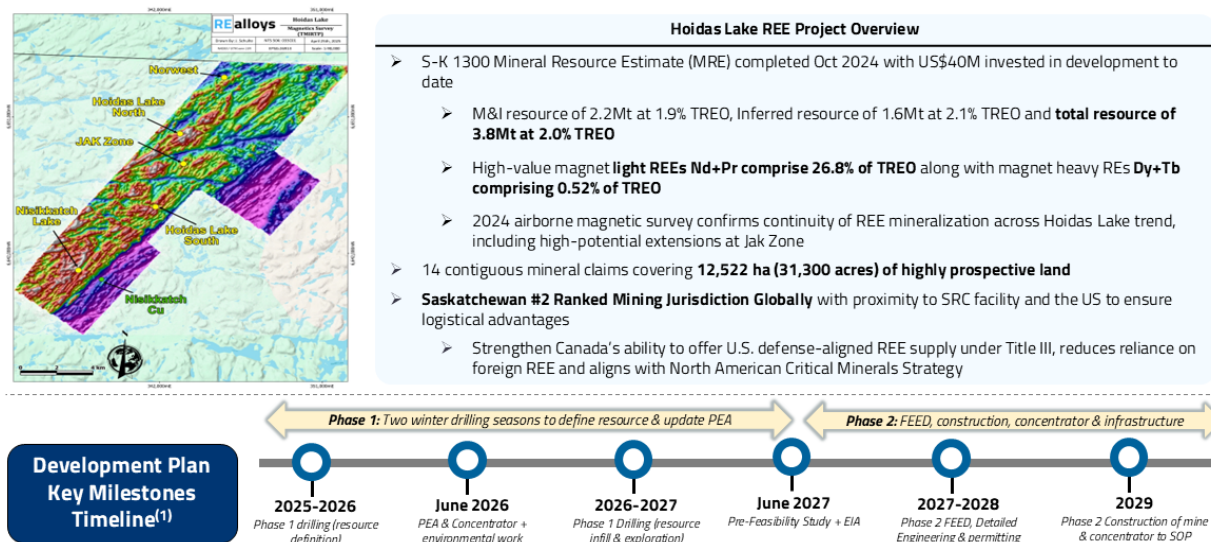 REalloys
Hoidas Lake
Magnetics Survey
Norwest
Hoidas Lake
North
JAK Zone
Nisikkatch
Lake
Hoidas Lake
South
Nisikkatch
Cu
Hoidas Lake REE Project Overview
➢ S-K 1300 Mineral Resource Estimate (MRE) completed Oct 2024 with US$40M invested in development to
date
➢ M&I resource of 2.2Mt at 1.9% TREO, Inferred resource of 1.6Mt at 2.1% TREO and total resource of
3.8Mt at 2.0% TREO
➢ High-value magnet light REEs Nd+Pr comprise 26.8% of TREO along with magnet heavy REs Dy+Tb
comprising 0.52% of TREO
➢ 2024 airborne magnetic survey confirms continuity of REE mineralization across Hoidas Lake trend,
including high-potential extensions at Jak Zone
➢ 14 contiguous mineral claims covering 12,522 ha (31,300 acres) of highly prospective land
➢ Saskatchewan #2 Ranked Mining Jurisdiction Globally with proximity to SRC facility and the US to ensure
logistical advantages
➢ Strengthen Canada's ability to offer U.S. defense-aligned REE supply under Title III, reduces reliance on
foreign REE and aligns with North American Critical Minerals Strategy
Phase 1: Two winter drilling seasons to define resource & update PEA
Phase 2: FEED, construction, concentrator & infrastructure
Development Plan
Key Milestones
Timeline(1)
2025-2026
Phase 1 drilling (resource
definition)
June 2026
PEA & Concentrator +
environmental work
2026-2027
Phase 1 Drilling (resource
infill & exploration)
June 2027
Pre-Feasibility Study + EIA
2027-2028
Phase 2 FEED, Detailed
Engineering & permitting
2029
Phase 2 Construction of mine
& concentrator to SOP